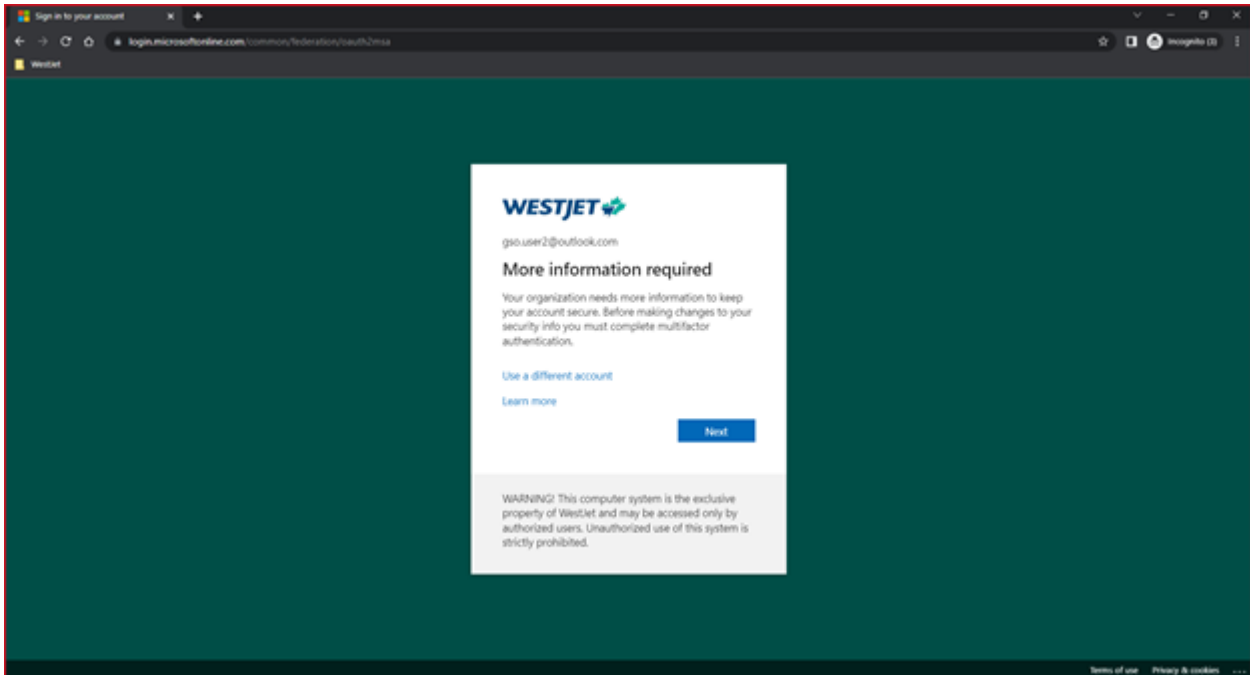 Sign in to your account
login.microsoftonline.com/common/federation/oauth2msa
Incognito (3)
WestJet
WESTJET
gso.user2@outlook.com
More information required
Your organization needs more information to keep
your account secure. Before making changes to your
security info you must complete multifactor
authentication.
Use a different account
Learn more
Next
WARNING! This computer system is the exclusive
property of WestJet and may be accessed only by
authorized users. Unauthorized use of this system is
strictly prohibited.
Terms of use Privacy & cookies ...